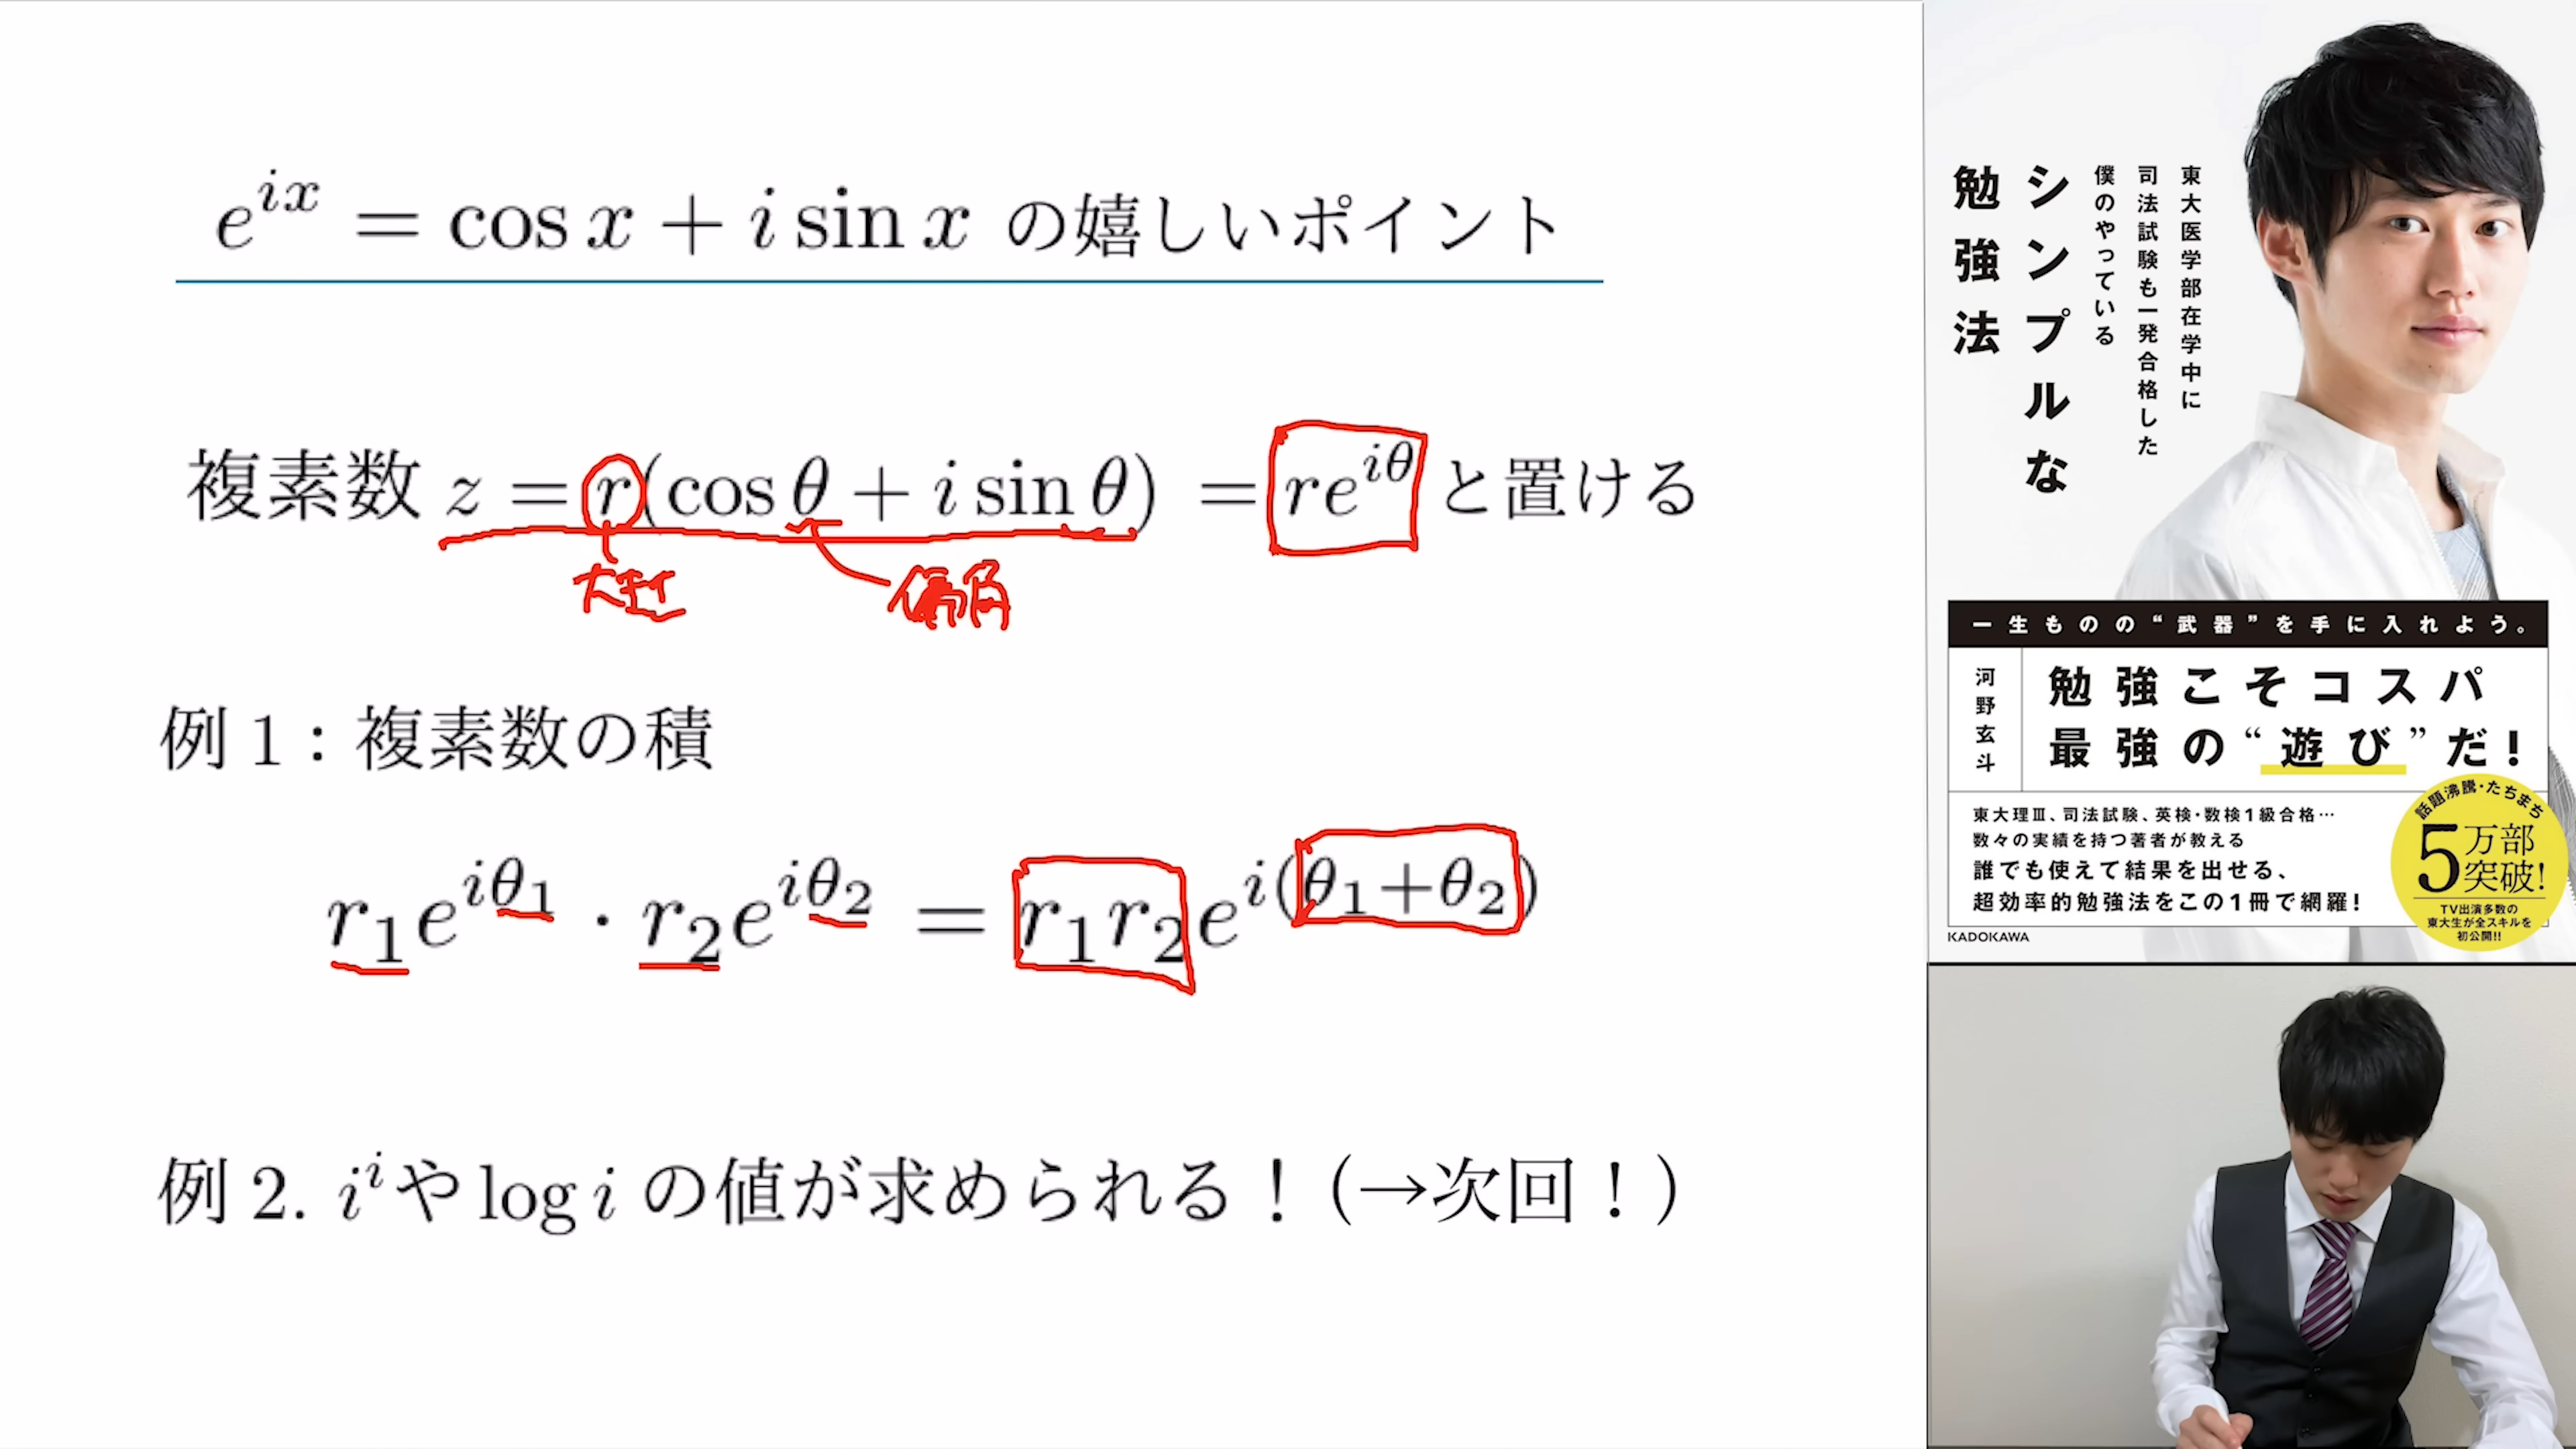 e^{ix} = cos x + i sin x の嬉しいポイント
複素数 z = r(cos θ + i sin θ) = re^{iθ} と置ける
大きさ
偏角
例 1 : 複素数の積
r₁e^{iθ₁} · r₂e^{iθ₂} = r₁r₂e^{i(θ₁+θ₂)}
例 2. i^i や log i の値が求められる！(→次回！)
東大医学部在学中に
司法試験も一発合格した
僕のやっている
シンプルな
勉強法
一生ものの“武器”を手に入れよう。
河野玄斗
勉強こそコスパ
最強の“遊び”だ！
東大理Ⅲ、司法試験、英検・数検1級合格…
数々の実績を持つ著者が教える
誰でも使えて結果を出せる、
超効率的勉強法をこの1冊で網羅！
話題沸騰・たちまち
5万部
突破！
TV出演多数の
東大生が全スキルを
初公開!!
KADOKAWA